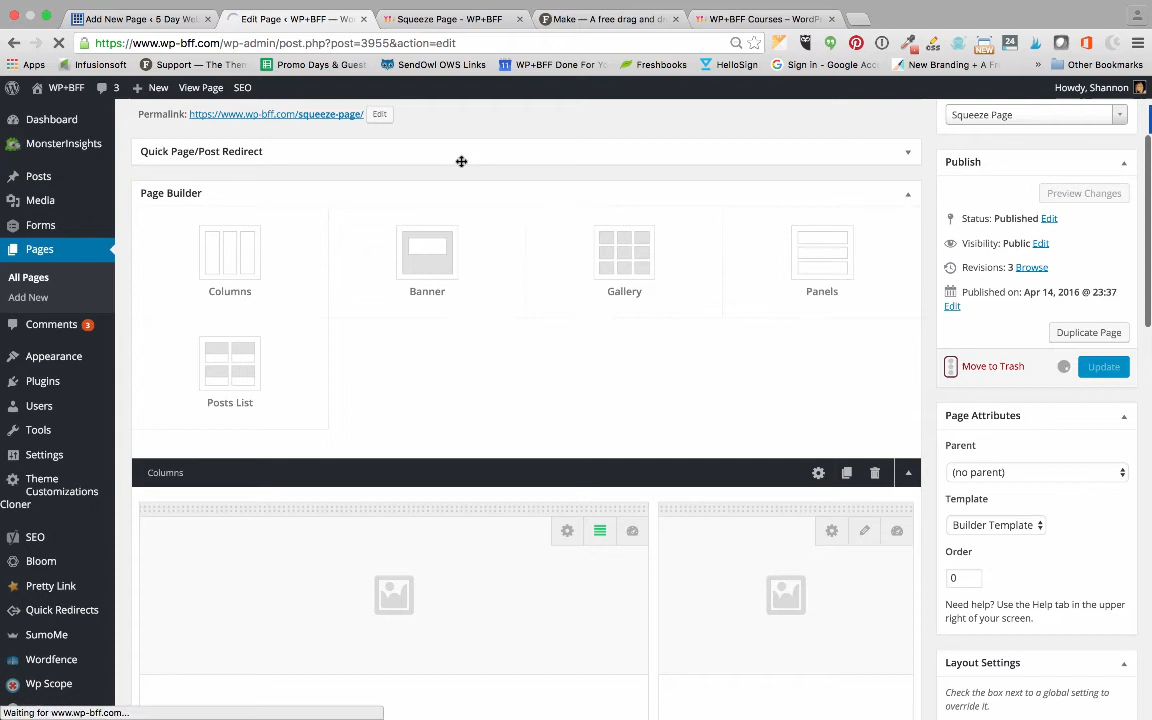 Add New Page ‹ 5 Day We
Edit Page ‹ WP+BFF — Wo
Squeeze Page - WP+BFF
Make — A free drag and d
WP+BFF Courses – WordP
https://www.wp-bff.com/wp-admin/post.php?post=3955&action=edit
Apps
Infusionsoft
Support — The
Promo Days & Guest
SendOwl OWS Links
WP+BFF Done For Yo
Freshbooks
HelloSign
Sign in - Google Acco
New Branding + A Fr
»
Other Bookmarks
NEW
24
WP+BFF
3
New
View Page
SEO
Howdy, Shannon
Dashboard
MonsterInsights
Posts
Media
Forms
Pages
All Pages
Add New
Comments 3
Appearance
Plugins
Users
Tools
Settings
Theme
Customizations
Cloner
SEO
Bloom
Pretty Link
Quick Redirects
SumoMe
Wordfence
Wp Scope
Waiting for www.wp-bff.com...
Permalink: https://www.wp-bff.com/squeeze-page/ Edit
Quick Page/Post Redirect
Page Builder
Columns
Banner
Gallery
Panels
Posts List
Columns
Squeeze Page
Publish
Preview Changes
Status: Published Edit
Visibility: Public Edit
Revisions: 3 Browse
Published on: Apr 14, 2016 @ 23:37
Edit
Duplicate Page
Move to Trash
Update
Page Attributes
Parent
(no parent)
Template
Builder Template
Order
0
Need help? Use the Help tab in the upper
right of your screen.
Layout Settings
Check the box next to a global setting to
override it.